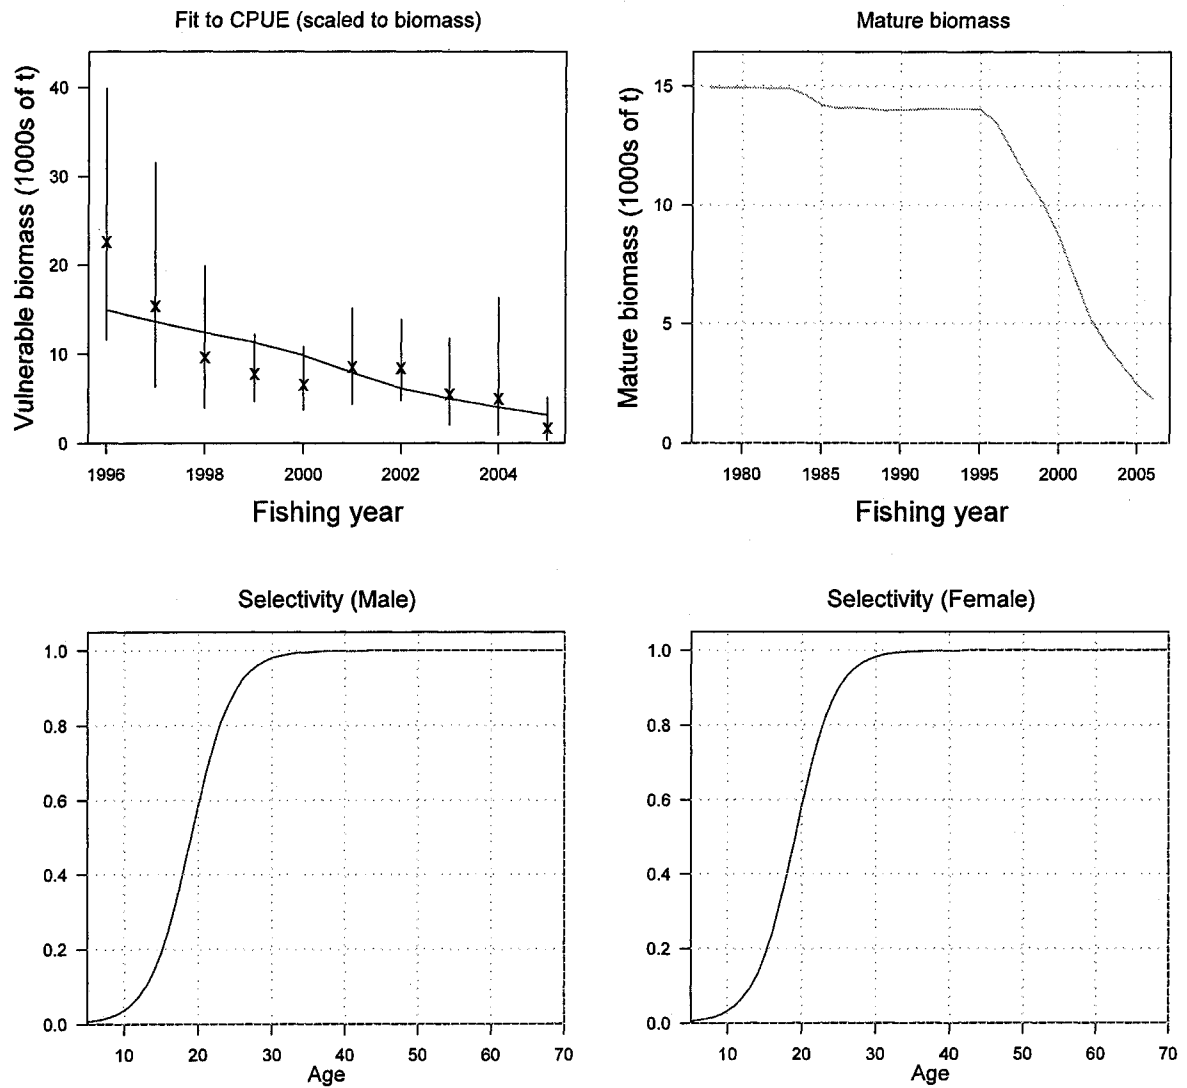 Fit to CPUE (scaled to biomass)
Vulnerable biomass (1000s of t)
40
30
20
10
0
1996 1998 2000 2002 2004
Fishing year
Mature biomass
Mature biomass (1000s of t)
15
10
5
0
1980 1985 1990 1995 2000 2005
Fishing year
Selectivity (Male)
1.0
0.8
0.6
0.4
0.2
0.0
10 20 30 40 50 60 70
Age
Selectivity (Female)
1.0
0.8
0.6
0.4
0.2
0.0
10 20 30 40 50 60 70
Age